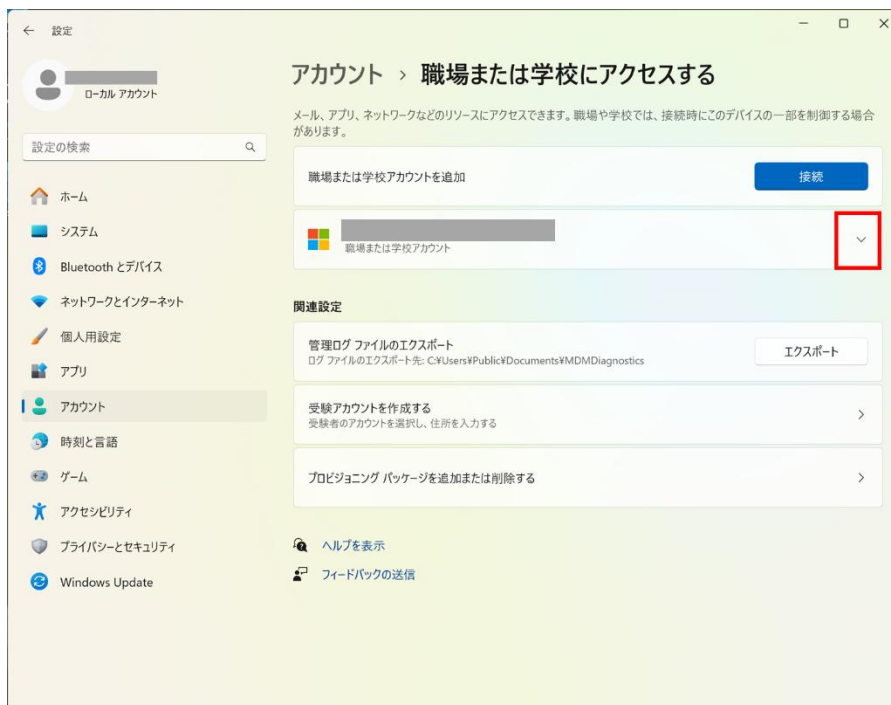 設定
ローカル アカウント
設定の検索
ホーム
システム
Bluetooth とデバイス
ネットワークとインターネット
個人用設定
アプリ
アカウント
時刻と言語
ゲーム
アクセシビリティ
プライバシーとセキュリティ
Windows Update
アカウント › 職場または学校にアクセスする
メール、アプリ、ネットワークなどのリソースにアクセスできます。職場や学校では、接続時にこのデバイスの一部を制御する場合
があります。
職場または学校アカウントを追加
接続
職場または学校アカウント
関連設定
管理ログ ファイルのエクスポート
ログ ファイルのエクスポート先: C:¥Users¥Public¥Documents¥MDMDiagnostics
エクスポート
受験アカウントを作成する
受験者のアカウントを選択し、住所を入力する
プロビジョニング パッケージを追加または削除する
ヘルプを表示
フィードバックの送信